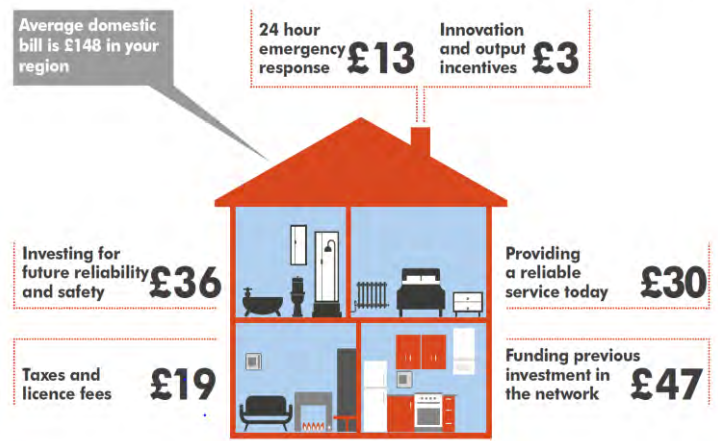 Average domestic
bill is £148 in your
region
24 hour
emergency
response £13
Innovation
and output
incentives £3
Investing for
future reliability
and safety £36
Providing
a reliable
service today £30
Taxes and
licence fees £19
Funding previous
investment in
the network £47